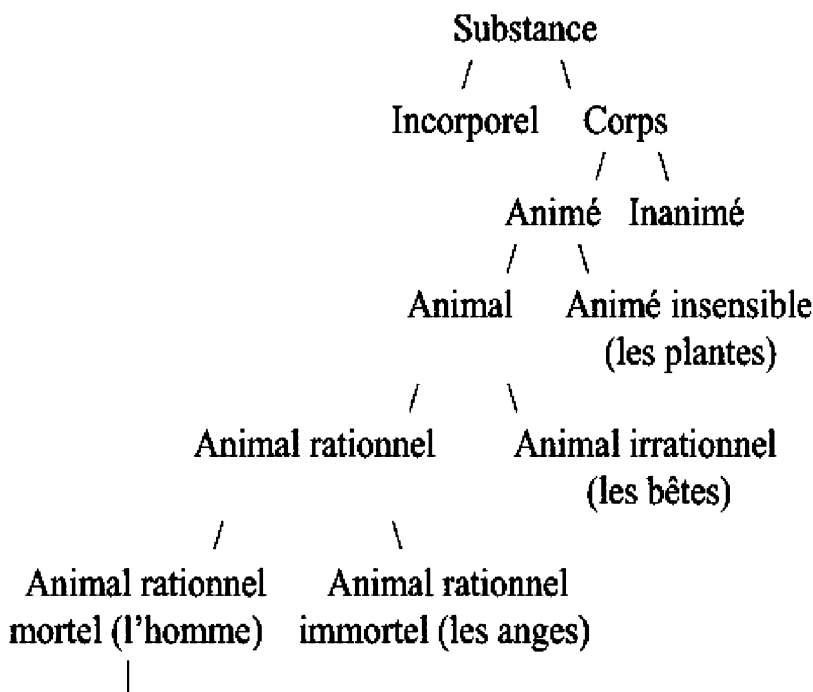 Substance
Incorporel Corps
Animé Inanimé
Animal Animé insensible
(les plantes)
Animal rationnel Animal irrationnel
(les bêtes)
Animal rationnel Animal rationnel
mortel (l'homme) immortel (les anges)